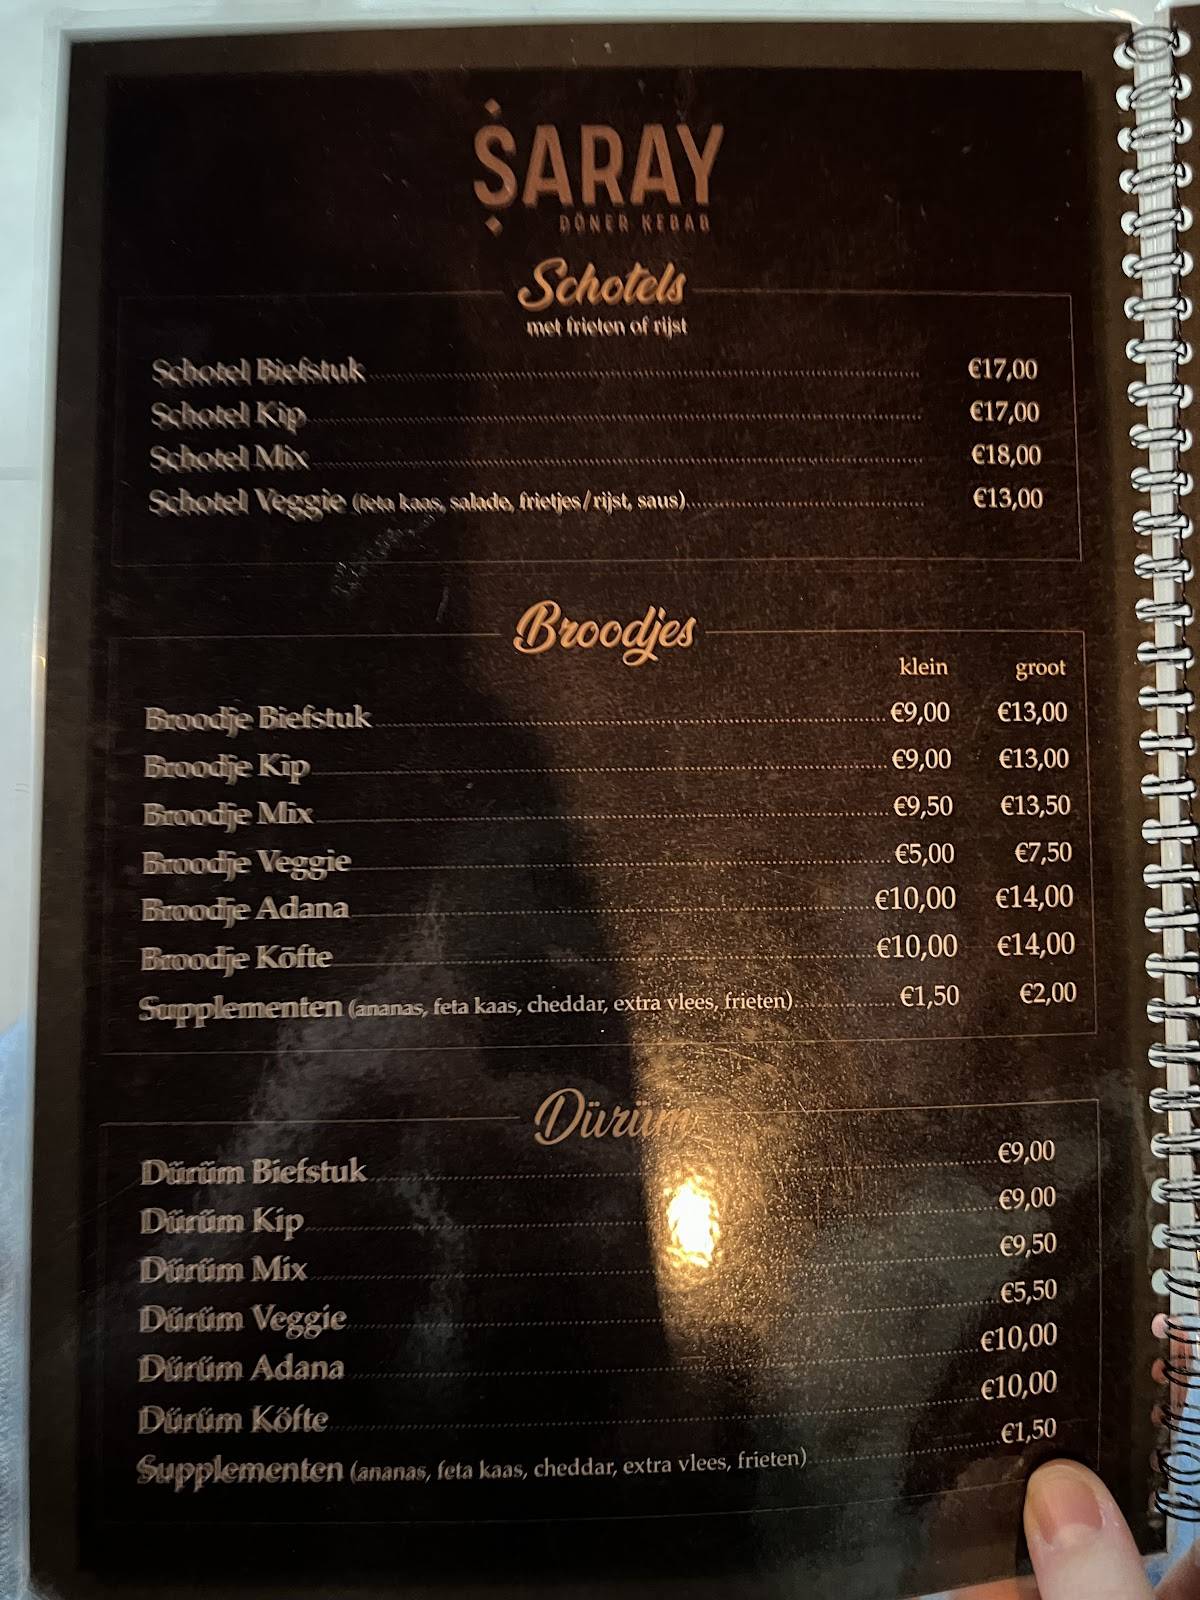 SARAY
DÖNER KEBAB
Schotels
met frieten of rijst
Schotel Biefstuk €17,00
Schotel Kip €17,00
Schotel Mix €18,00
Schotel Veggie (feta kaas, salade, frietjes/rijst, saus) €13,00
Broodjes
klein groot
Broodje Biefstuk €9,00 €13,00
Broodje Kip €9,00 €13,00
Broodje Mix €9,50 €13,50
Broodje Veggie €5,00 €7,50
Broodje Adana €10,00 €14,00
Broodje Köfte €10,00 €14,00
Supplementen (ananas, feta kaas, cheddar, extra vlees, frieten) €1,50 €2,00
Dürüm
Dürüm Biefstuk €9,00
Dürüm Kip €9,00
Dürüm Mix €9,50
Dürüm Veggie €5,50
Dürüm Adana €10,00
Dürüm Köfte €10,00
Supplementen (ananas, feta kaas, cheddar, extra vlees, frieten) €1,50